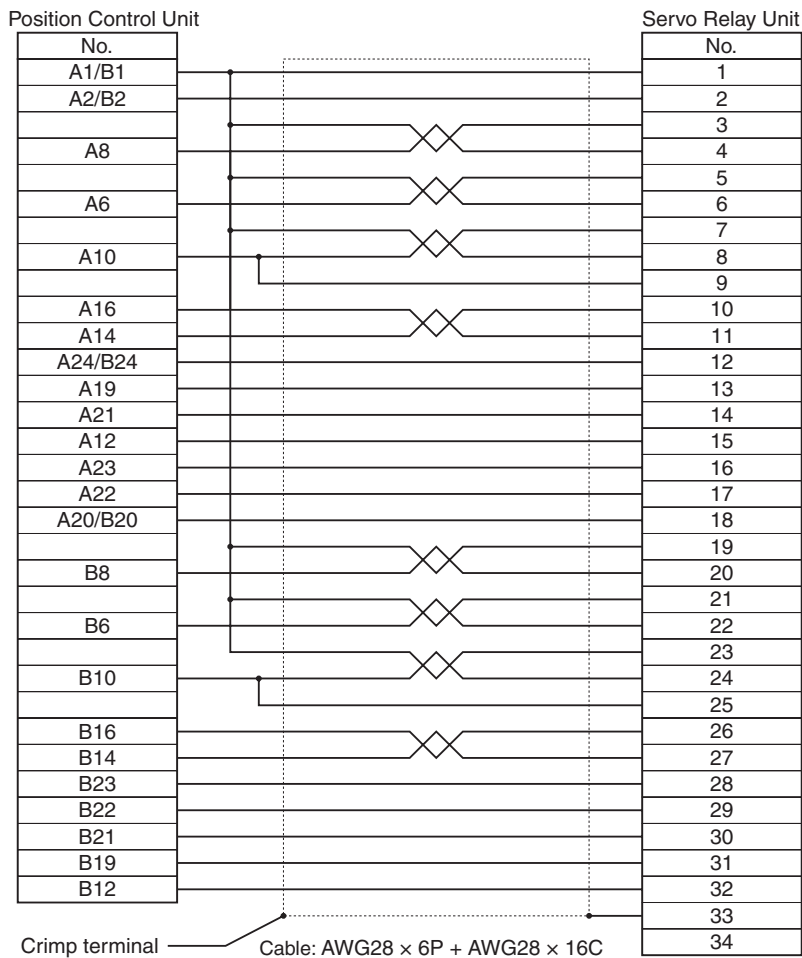 Position Control Unit Servo Relay Unit
No. No.
A1/B1 1
A2/B2 2
3
A8 4
5
A6 6
7
A10 8
9
A16 10
A14 11
A24/B24 12
A19 13
A21 14
A12 15
A23 16
A22 17
A20/B20 18
19
B8 20
21
B6 22
23
B10 24
25
B16 26
B14 27
B23 28
B22 29
B21 30
B19 31
B12 32
33
34
Crimp terminal Cable: AWG28 × 6P + AWG28 × 16C